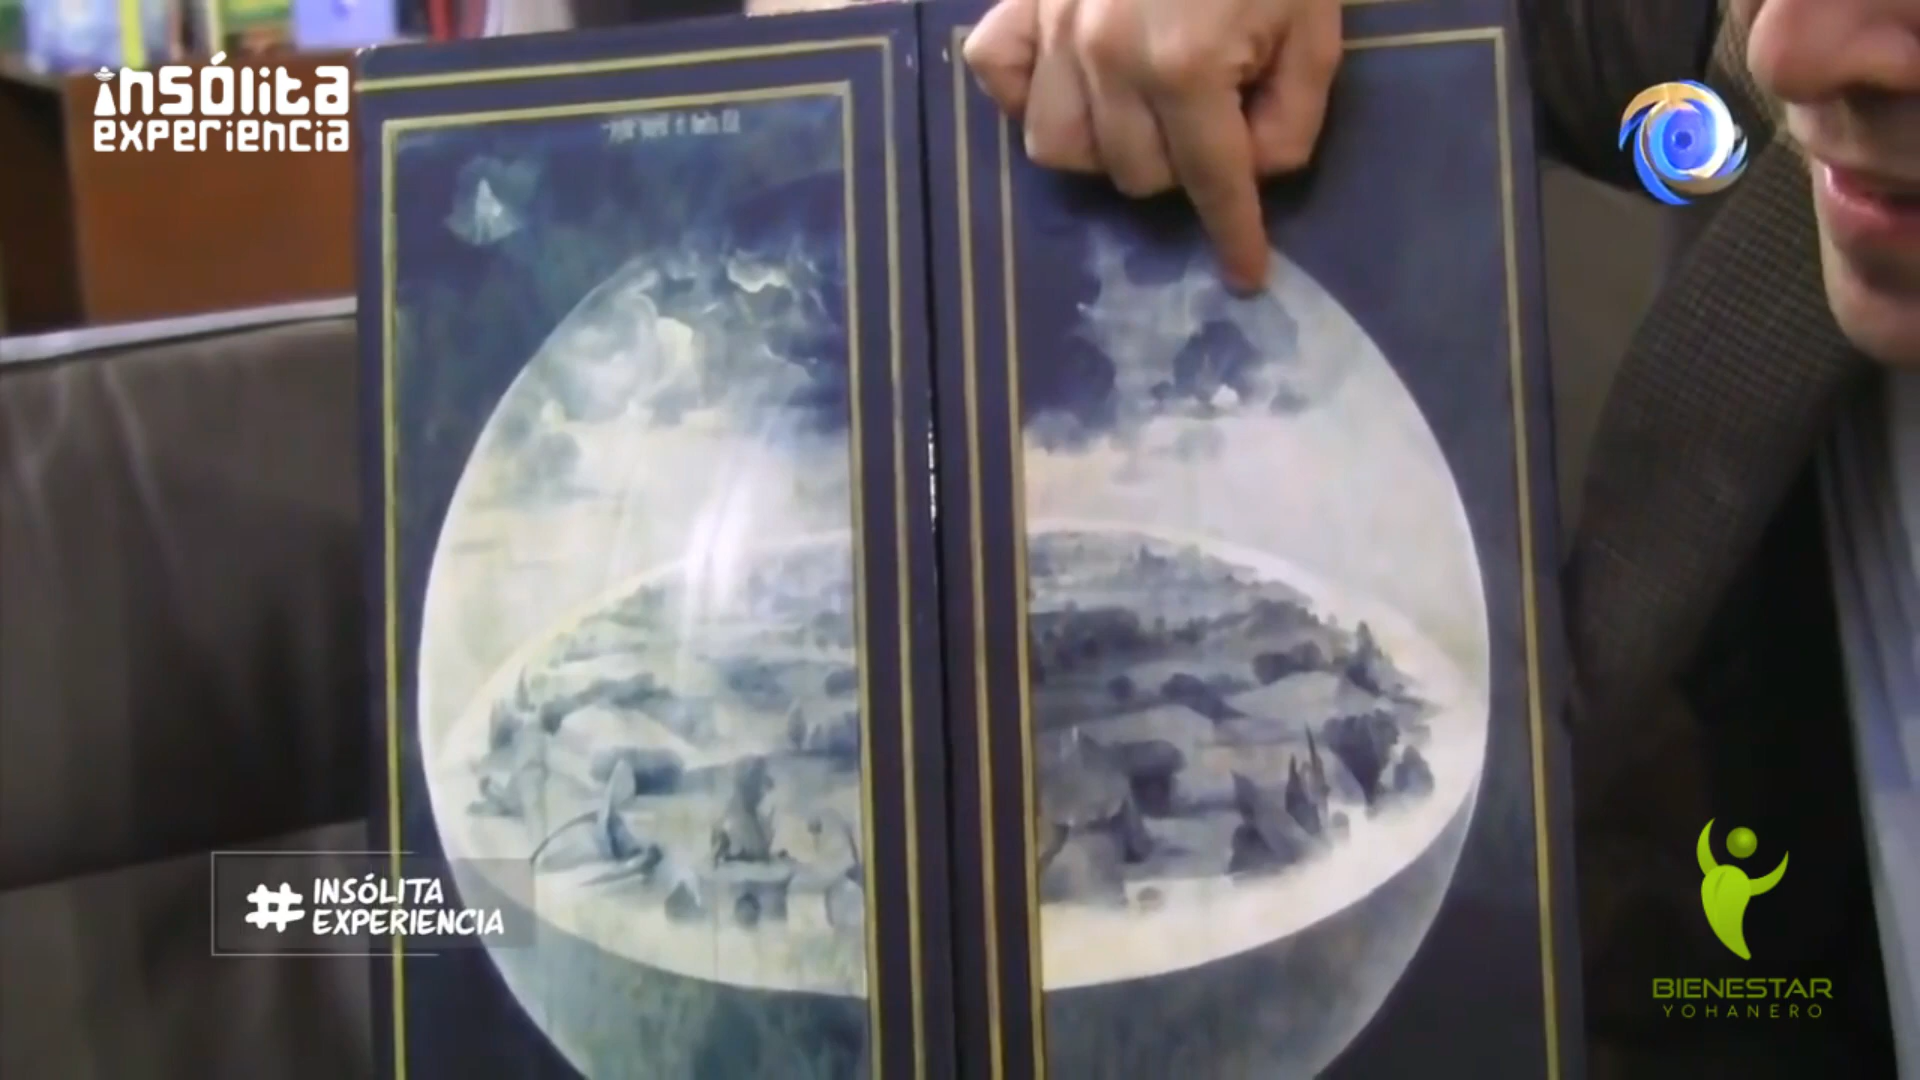 insólita
experiencia
# INSÓLITA
EXPERIENCIA
BIENESTAR
YOHANERO